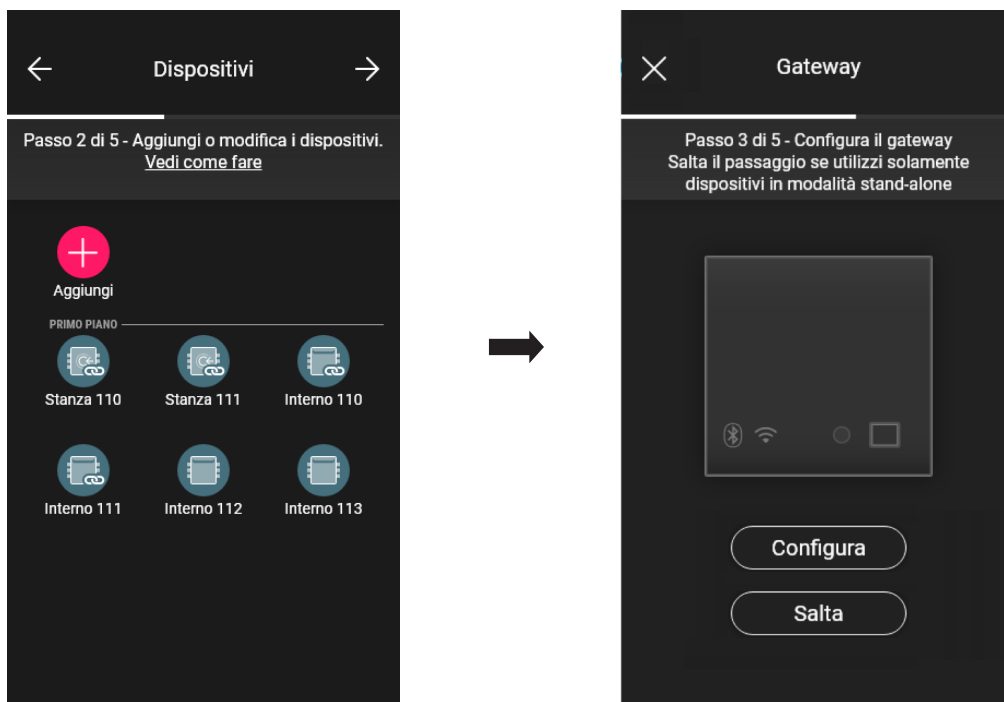 Dispositivi
Passo 2 di 5 - Aggiungi o modifica i dispositivi.
Vedi come fare
Aggiungi
PRIMO PIANO
Stanza 110
Stanza 111
Interno 110
Interno 111
Interno 112
Interno 113
Gateway
Passo 3 di 5 - Configura il gateway
Salta il passaggio se utilizzi solamente
dispositivi in modalità stand-alone
Configura
Salta